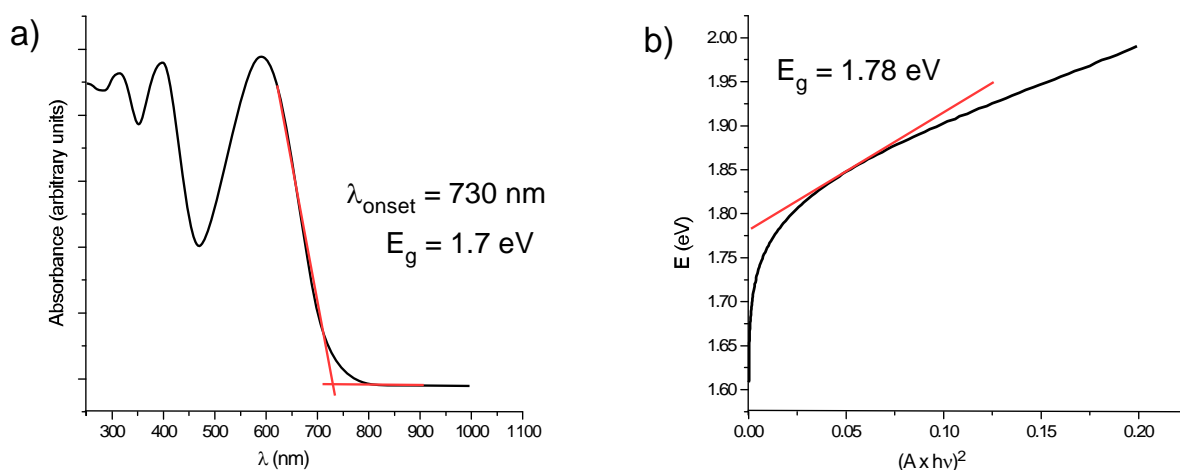 a)
Absorbance (arbitrary units)
λonset = 730 nm
Eg = 1.7 eV
300 400 500 600 700 800 900 1000 1100
λ (nm)
b)
Eg = 1.78 eV
E (eV)
2.00
1.95
1.90
1.85
1.80
1.75
1.70
1.65
1.60
0.00 0.05 0.10 0.15 0.20
(A x hν)²